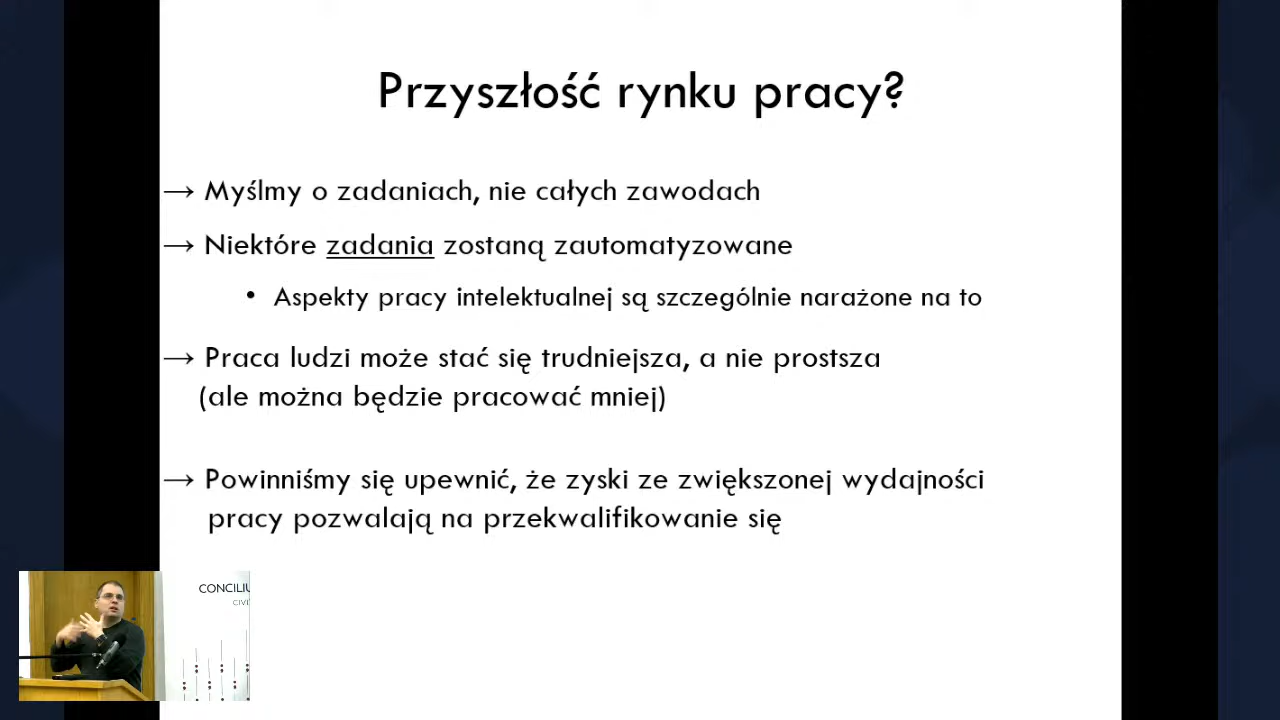 Przyszłość rynku pracy?
→ Myślmy o zadaniach, nie całych zawodach
→ Niektóre zadania zostaną zautomatyzowane
• Aspekty pracy intelektualnej są szczególnie narażone na to
→ Praca ludzi może stać się trudniejsza, a nie prostsza
(ale można będzie pracować mniej)
→ Powinniśmy się upewnić, że zyski ze zwiększonej wydajności
pracy pozwalają na przekwalifikowanie się
CONCILIU
CIVI